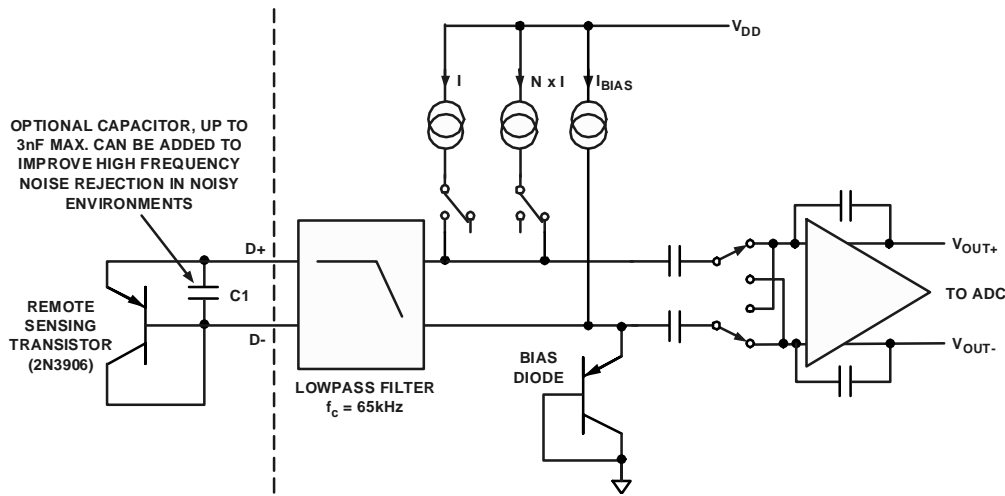 V_DD
I
N x I
I_BIAS
OPTIONAL CAPACITOR, UP TO
3nF MAX. CAN BE ADDED TO
IMPROVE HIGH FREQUENCY
NOISE REJECTION IN NOISY
ENVIRONMENTS
D+
C1
D-
REMOTE
SENSING
TRANSISTOR
(2N3906)
LOWPASS FILTER
f_c = 65kHz
BIAS
DIODE
V_OUT+
TO ADC
V_OUT-